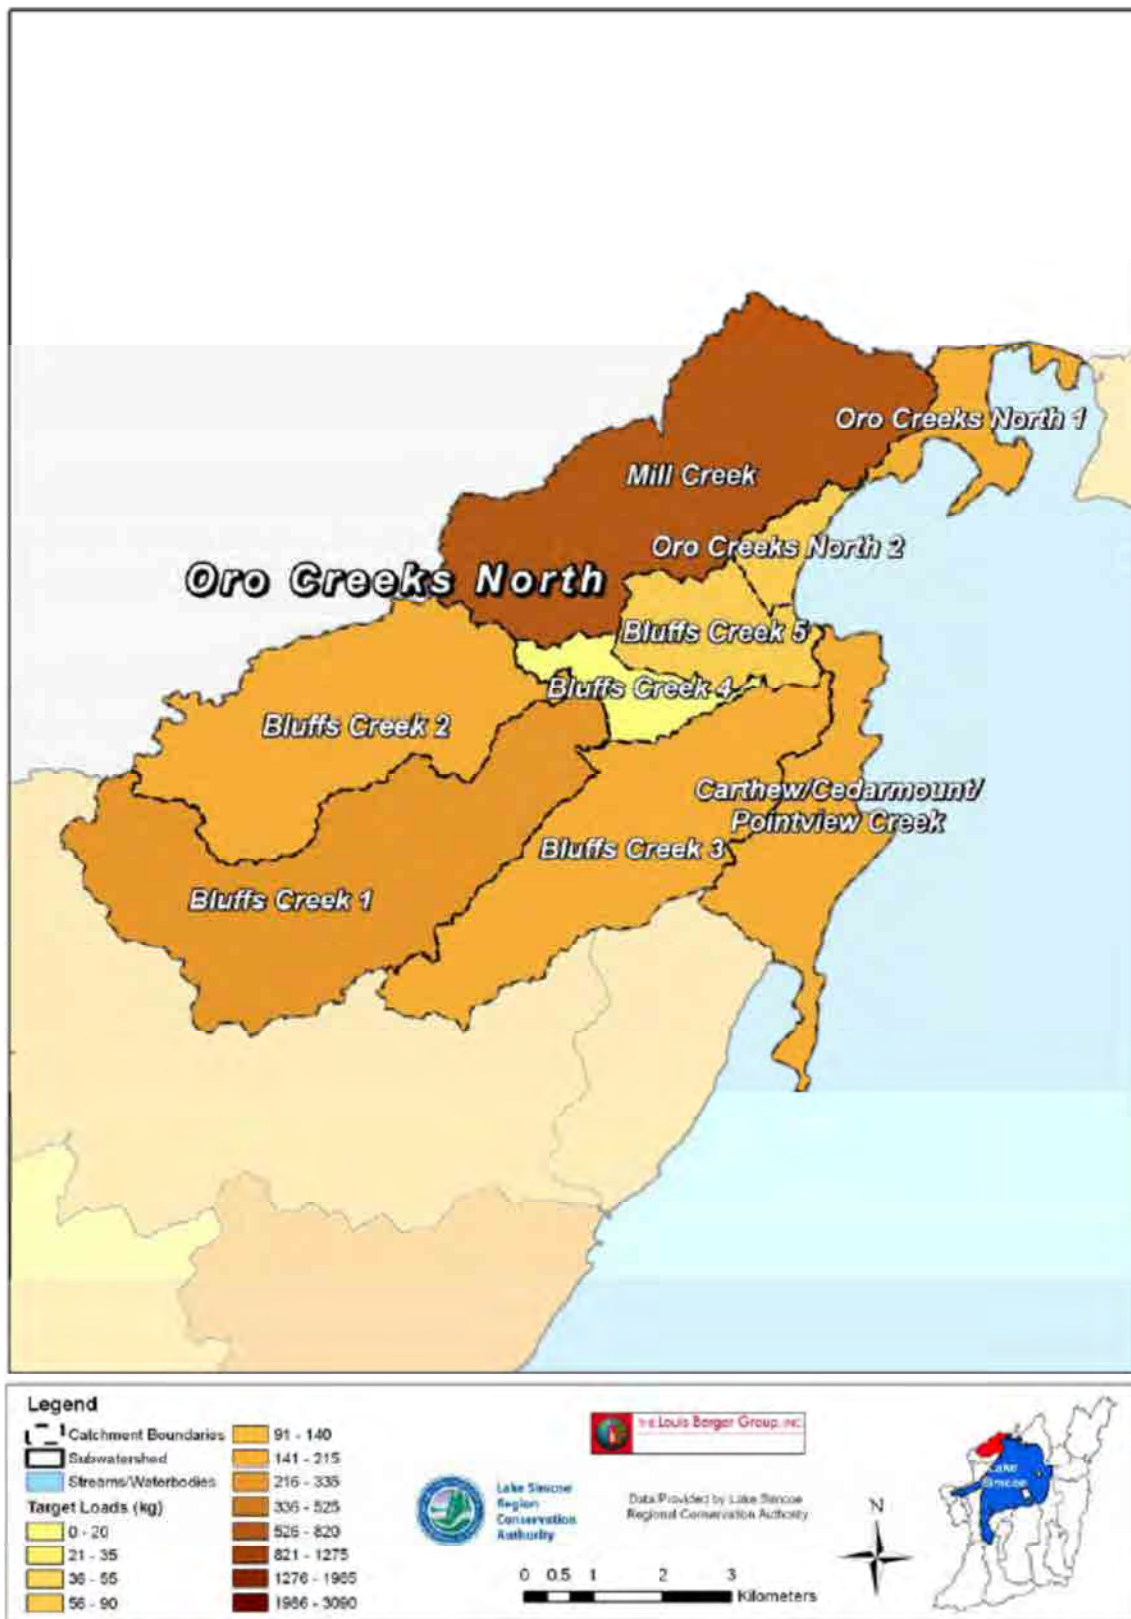 Oro Creeks North 1
Mill Creek
Oro Creeks North 2
Oro Creeks North
Bluffs Creek 5
Bluffs Creek 4
Bluffs Creek 2
Carthew/Cedarmount/
Pointview Creek
Bluffs Creek 3
Bluffs Creek 1
Legend
Catchment Boundaries
Subwatershed
Streams/Waterbodies
Target Loads (kg)
0 - 20
21 - 35
36 - 55
56 - 90
91 - 140
141 - 215
216 - 335
336 - 525
526 - 820
821 - 1275
1276 - 1985
1986 - 3090
THE Louis Berger Group, INC.
Lake Simcoe
Region
Conservation
Authority
Data Provided by Lake Simcoe
Regional Conservation Authority
0 0.5 1 2 3
Kilometers
N
Lake
Simcoe